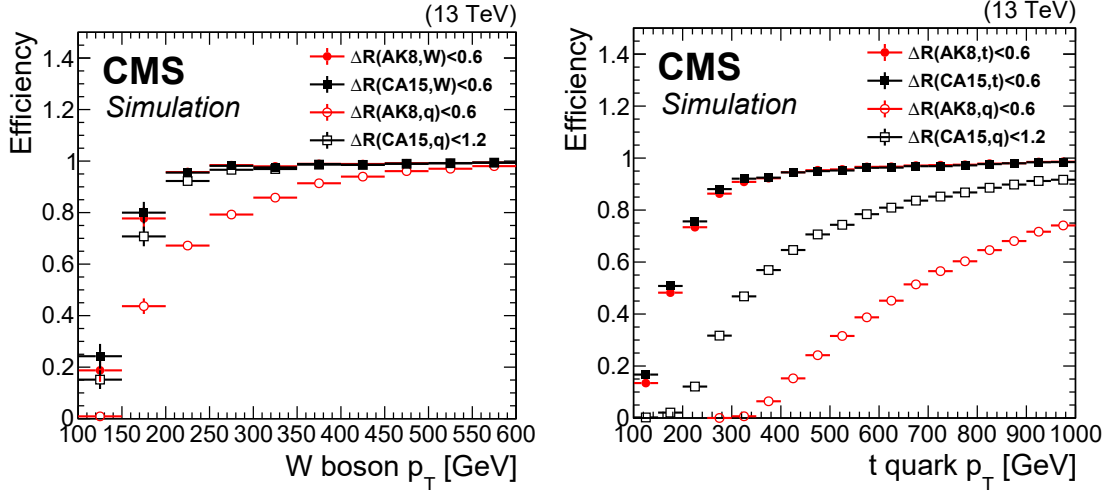 (13 TeV)
CMS
Simulation
ΔR(AK8,W)<0.6
ΔR(CA15,W)<0.6
ΔR(AK8,q)<0.6
ΔR(CA15,q)<1.2
Efficiency
1.4
1.2
1
0.8
0.6
0.4
0.2
0
100 150 200 250 300 350 400 450 500 550 600
W boson p_T [GeV]
(13 TeV)
CMS
Simulation
ΔR(AK8,t)<0.6
ΔR(CA15,t)<0.6
ΔR(AK8,q)<0.6
ΔR(CA15,q)<1.2
Efficiency
1.4
1.2
1
0.8
0.6
0.4
0.2
0
100 200 300 400 500 600 700 800 900 1000
t quark p_T [GeV]